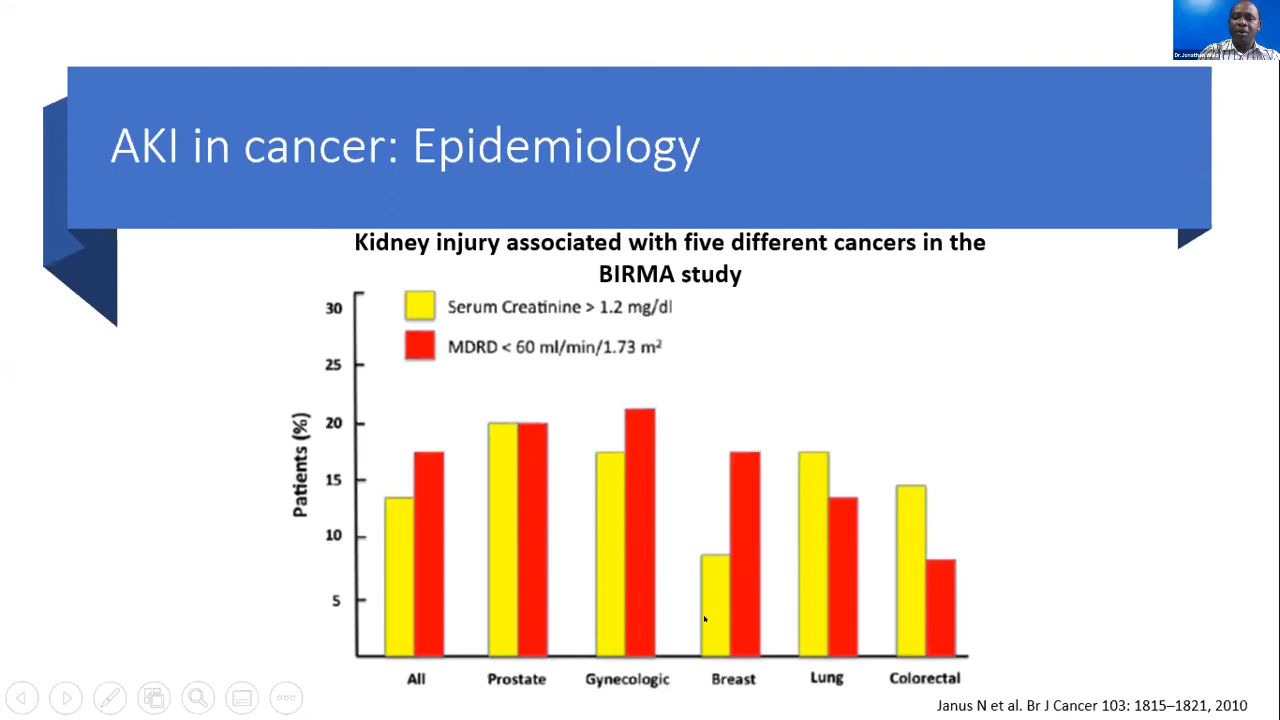 Dr.Jonathan
AKI in cancer: Epidemiology
Kidney injury associated with five different cancers in the
BIRMA study
Serum Creatinine > 1.2 mg/dl
MDRD < 60 ml/min/1.73 m²
Patients (%)
30
25
20
15
10
5
All Prostate Gynecologic Breast Lung Colorectal
Janus N et al. Br J Cancer 103: 1815–1821, 2010